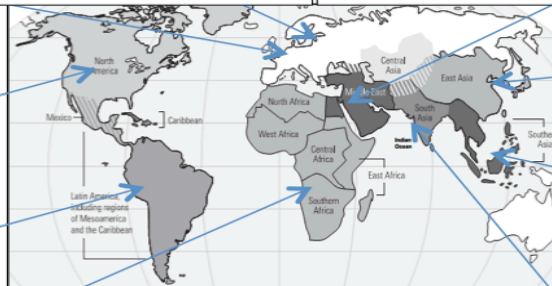 North
America
Central
Asia
East Asia
Middle East
North Africa
South
Asia
Mexico
Caribbean
West Africa
Indian
Ocean
Southe
Asia
Central
Africa
East Africa
Latin America,
including regions
of Mesoamerica
and the Caribbean
Southern
Africa